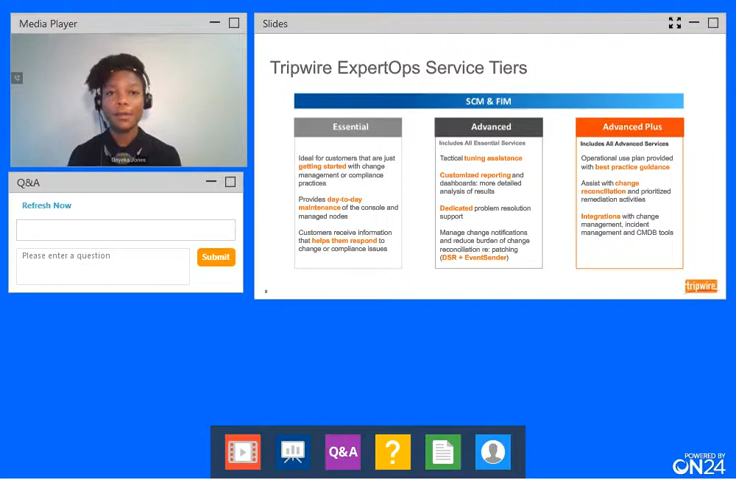 Media Player
Onyeka Jones
Q&A
Refresh Now
Please enter a question
Submit
Slides
Tripwire ExpertOps Service Tiers
SCM & FIM
Essential
Ideal for customers that are just
getting started with change
management or compliance
practices
Provides day-to-day
maintenance of the console and
managed nodes
Customers receive information
that helps them respond to
change or compliance issues
Advanced
Includes All Essential Services
Tactical tuning assistance
Customized reporting and
dashboards: more detailed
analysis of results
Dedicated problem resolution
support
Manage change notifications
and reduce burden of change
reconciliation re: patching
(DSR + EventSender)
Advanced Plus
Includes All Advanced Services
Operational use plan provided
with best practice guidance
Assist with change
reconciliation and prioritized
remediation activities
Integrations with change
management, incident
management and CMDB tools
8
tripwire
Q&A
?
POWERED BY
ON24